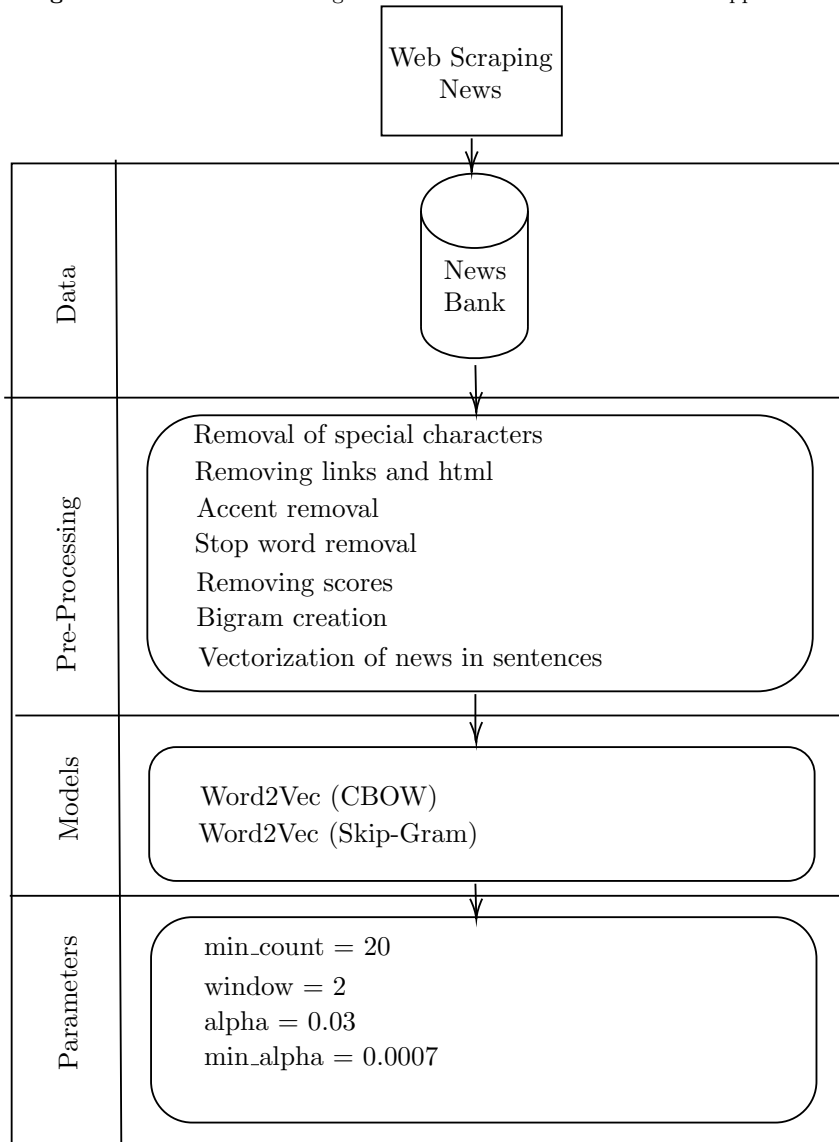 Web Scraping
News
Data
News
Bank
Pre-Processing
Removal of special characters
Removing links and html
Accent removal
Stop word removal
Removing scores
Bigram creation
Vectorization of news in sentences
Models
Word2Vec (CBOW)
Word2Vec (Skip-Gram)
Parameters
min_count = 20
window = 2
alpha = 0.03
min_alpha = 0.0007